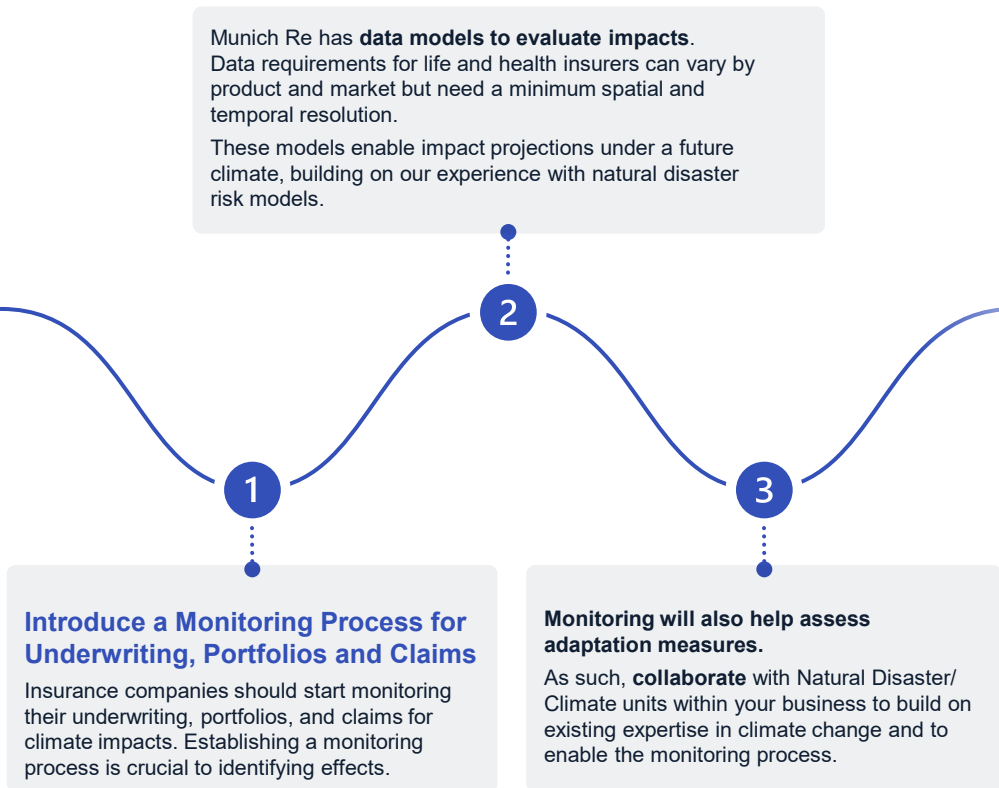 Munich Re has data models to evaluate impacts.
Data requirements for life and health insurers can vary by
product and market but need a minimum spatial and
temporal resolution.
These models enable impact projections under a future
climate, building on our experience with natural disaster
risk models.
2
1
3
Introduce a Monitoring Process for
Underwriting, Portfolios and Claims
Insurance companies should start monitoring
their underwriting, portfolios, and claims for
climate impacts. Establishing a monitoring
process is crucial to identifying effects.
Monitoring will also help assess
adaptation measures.
As such, collaborate with Natural Disaster/
Climate units within your business to build on
existing expertise in climate change and to
enable the monitoring process.